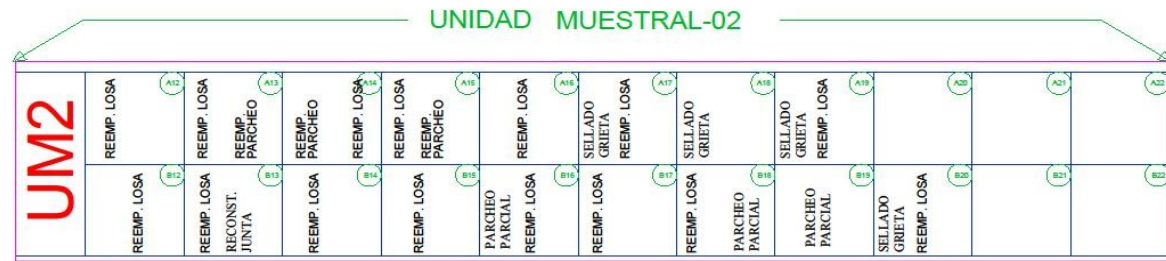 UNIDAD MUESTRAL-02
UM2
REEMP. LOSA
A12
REEMP. LOSA
REEMP.
PARCHEO
A13
REEMP.
PARCHEO
REEMP. LOSA
A14
REEMP. LOSA
REEMP.
PARCHEO
A15
REEMP. LOSA
A16
SELLADO
GRIETA
REEMP. LOSA
A17
SELLADO
GRIETA
A18
SELLADO
GRIETA
REEMP. LOSA
A19
A20
A21
A22
REEMP. LOSA
B12
REEMP. LOSA
RECONST.
JUNTA
B13
REEMP. LOSA
B14
REEMP. LOSA
B15
PARCHEO
PARCIAL
REEMP. LOSA
B16
REEMP. LOSA
B17
REEMP. LOSA
PARCHEO
PARCIAL
B18
PARCHEO
PARCIAL
B19
SELLADO
GRIETA
REEMP. LOSA
B20
B21
B22